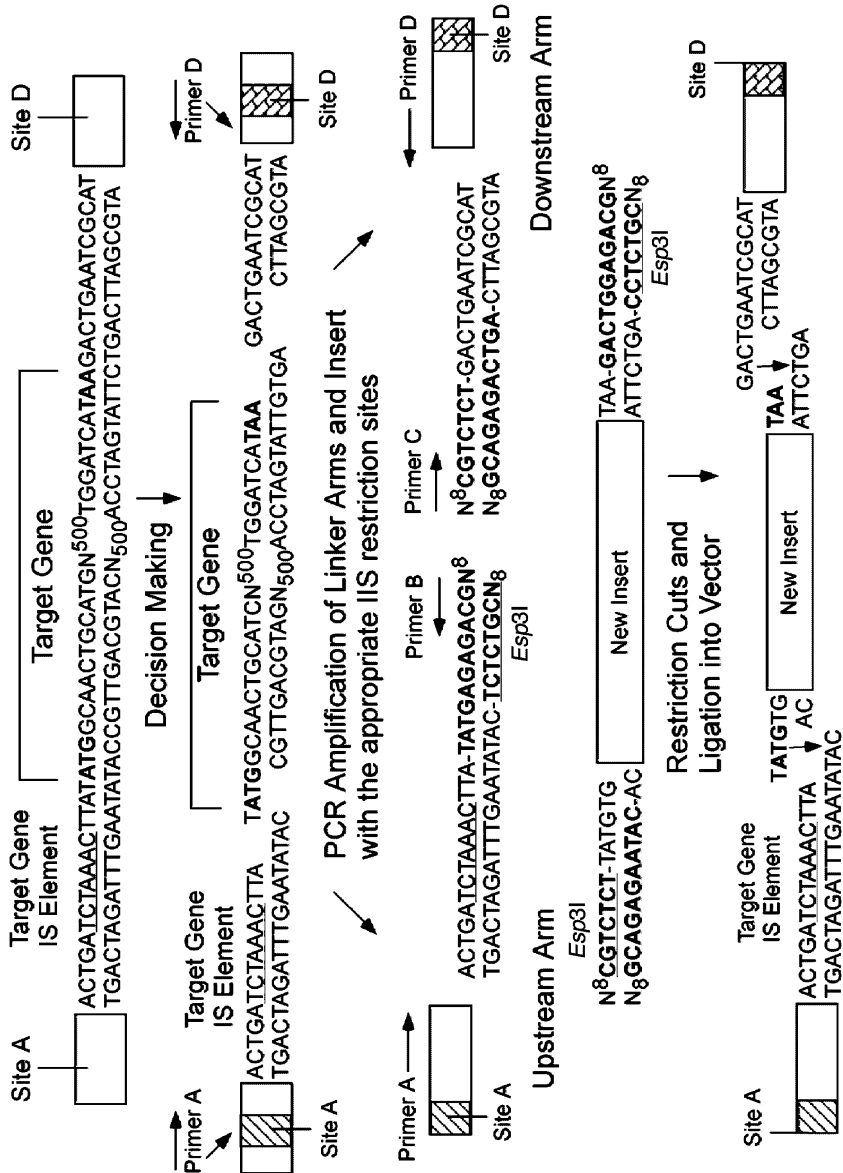 Site A
Target Gene
IS Element
Target Gene
Site D
ACTGATCTAAACTTATATGGCAACTGCATGN500TGGATCATAAGACTGAATCGCAT
TGACTAGATTTGAATATACCGTTGACGTACN500ACCTAGTATTCTGACTTAGCGTA
Decision Making
Primer A
Target Gene
IS Element
Target Gene
Primer D
ACTGATCTAAACTTA
TATGGCAACTGCATCN500TGGATCATAA
GACTGAATCGCAT
TGACTAGATTTGAATATAC
CGTTGACGTAGN500ACCTAGTATTGTGA
CTTAGCGTA
Site A
Site D
PCR Amplification of Linker Arms and Insert
with the appropriate IIS restriction sites
Primer A
Primer B
Primer C
Primer D
ACTGATCTAAACTTA-TATGAGAGACGN8
N8CGTCTCT-GACTGAATCGCAT
TGACTAGATTTGAATATAC-TCTCTGCN8
N8GCAGAGACTGA-CTTAGCGTA
Esp3I
Site A
Site D
Upstream Arm
Downstream Arm
Esp3I
N8CGTCTCT-TATGTG
TAA-GACTGGAGACGN8
N8GCAGAGAATAC-AC
ATTCTGA-CCTCTGCN8
New Insert
Esp3I
Restriction Cuts and
Ligation into Vector
Site A
Target Gene
IS Element
ACTGATCTAAACTTA
TGACTAGATTTGAATATAC
TATGTG
AC
New Insert
TAA
ATTCTGA
GACTGAATCGCAT
CTTAGCGTA
Site D